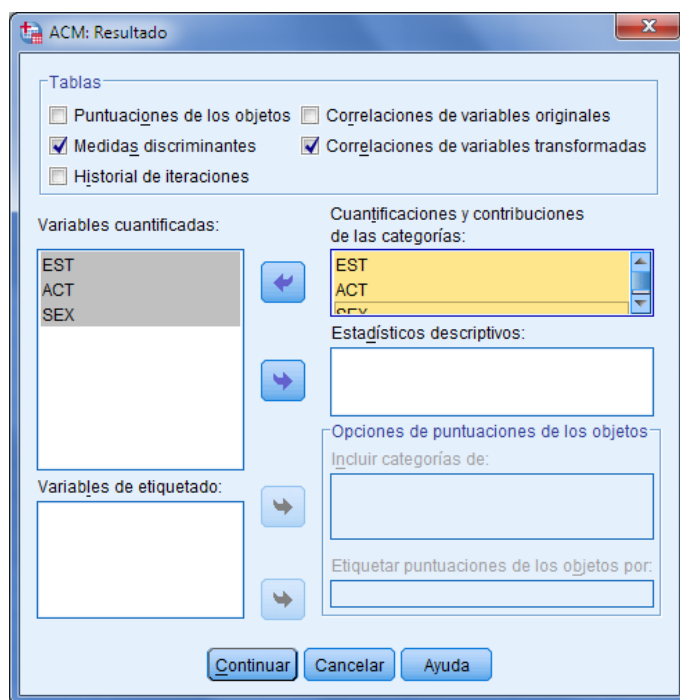 ACM: Resultado
Tablas
Puntuaciones de los objetos
Correlaciones de variables originales
Medidas discriminantes
Correlaciones de variables transformadas
Historial de iteraciones
Variables cuantificadas:
EST
ACT
SEX
Cuantificaciones y contribuciones
de las categorías:
EST
ACT
SEX
Estadísticos descriptivos:
Opciones de puntuaciones de los objetos
Incluir categorías de:
Variables de etiquetado:
Etiquetar puntuaciones de los objetos por:
Continuar
Cancelar
Ayuda